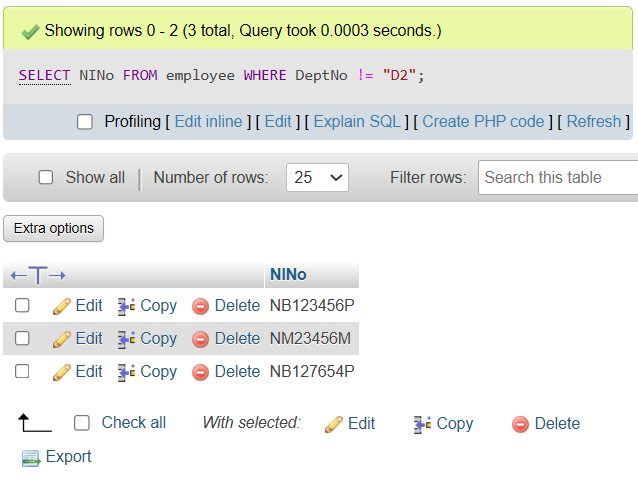 Showing rows 0 - 2 (3 total, Query took 0.0003 seconds.)
SELECT NINo FROM employee WHERE DeptNo != "D2";
Profiling [ Edit inline ] [ Edit ] [ Explain SQL ] [ Create PHP code ] [ Refresh ]
Show all | Number of rows: 25 Filter rows: Search this table
Extra options
←T→ NINo
Edit Copy Delete NB123456P
Edit Copy Delete NM23456M
Edit Copy Delete NB127654P
Check all With selected: Edit Copy Delete
Export